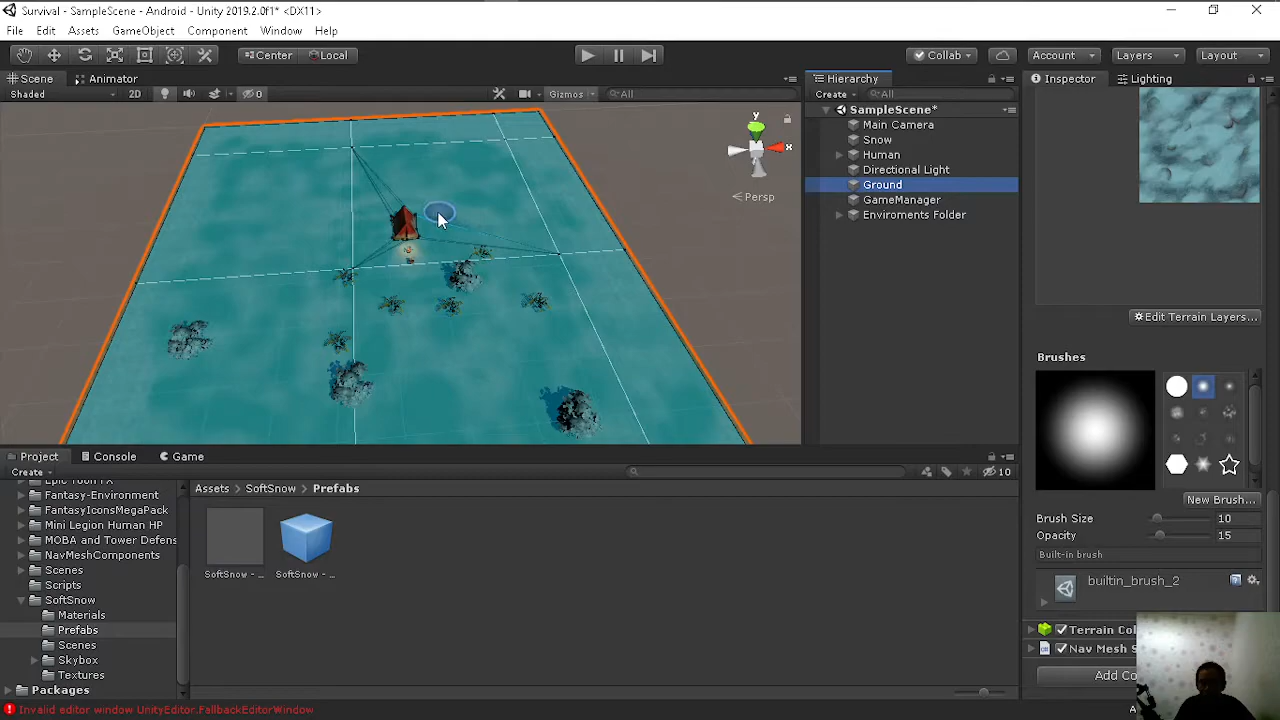 Survival - SampleScene - Android - Unity 2019.2.0f1* <DX11>
File Edit Assets GameObject Component Window Help
Center Local Collab Account Layers Layout
Scene Animator Hierarchy Inspector Lighting
Shaded 2D 0 Gizmos All Create All
SampleScene*
Main Camera
Snow
Human
Directional Light
Ground
GameManager
Enviroments Folder
y
x
Persp
Edit Terrain Layers...
Brushes
New Brush...
Brush Size 10
Opacity 15
Built-in brush
builtin_brush_2
Terrain Col
Nav Mesh S
Add Co
Project Console Game
Create 10
Assets SoftSnow Prefabs
Epic Toon FX
Fantasy-Environment
FantasyIconsMegaPack
Mini Legion Human HP
MOBA and Tower Defens
NavMeshComponents
Scenes
Scripts
SoftSnow
Materials
Prefabs
Scenes
Skybox
Textures
Packages
SoftSnow - ... SoftSnow - ...
Invalid editor window UnityEditor.FallbackEditorWindow